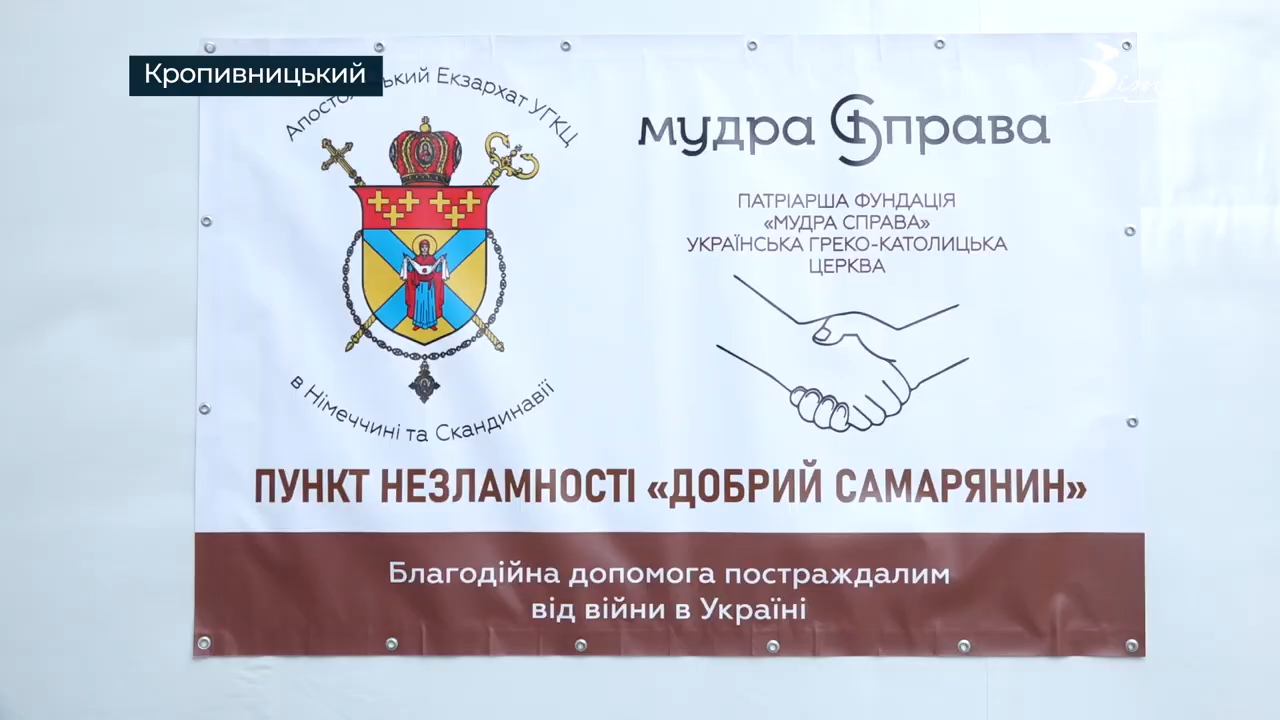 Кропивницький
Екзархат УГКЦ
в Німеччині та Скандинавії
мудра справа
ПАТРІАРША ФУНДАЦІЯ
«МУДРА СПРАВА»
УКРАЇНСЬКА ГРЕКО-КАТОЛИЦЬКА
ЦЕРКВА
ПУНКТ НЕЗЛАМНОСТІ «ДОБРИЙ САМАРЯНИН»
Благодійна допомога постраждалим
від війни в Україні